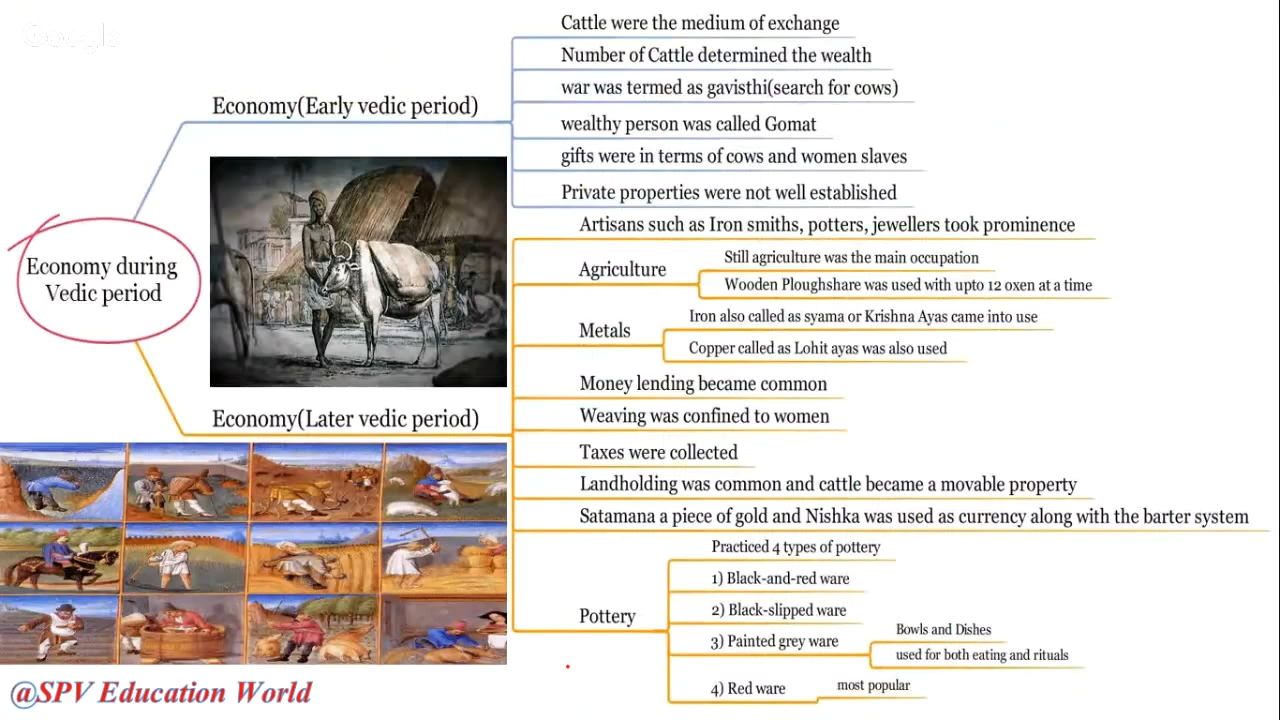 Google
Cattle were the medium of exchange
Number of Cattle determined the wealth
war was termed as gavisthi(search for cows)
Economy(Early vedic period)
wealthy person was called Gomat
gifts were in terms of cows and women slaves
Private properties were not well established
Economy during
Vedic period
Artisans such as Iron smiths, potters, jewellers took prominence
Agriculture
Still agriculture was the main occupation
Wooden Ploughshare was used with upto 12 oxen at a time
Metals
Iron also called as syama or Krishna Ayas came into use
Copper called as Lohit ayas was also used
Money lending became common
Economy(Later vedic period)
Weaving was confined to women
Taxes were collected
Landholding was common and cattle became a movable property
Satamana a piece of gold and Nishka was used as currency along with the barter system
Pottery
Practiced 4 types of pottery
1) Black-and-red ware
2) Black-slipped ware
3) Painted grey ware
Bowls and Dishes
used for both eating and rituals
4) Red ware
most popular
@SPV Education World